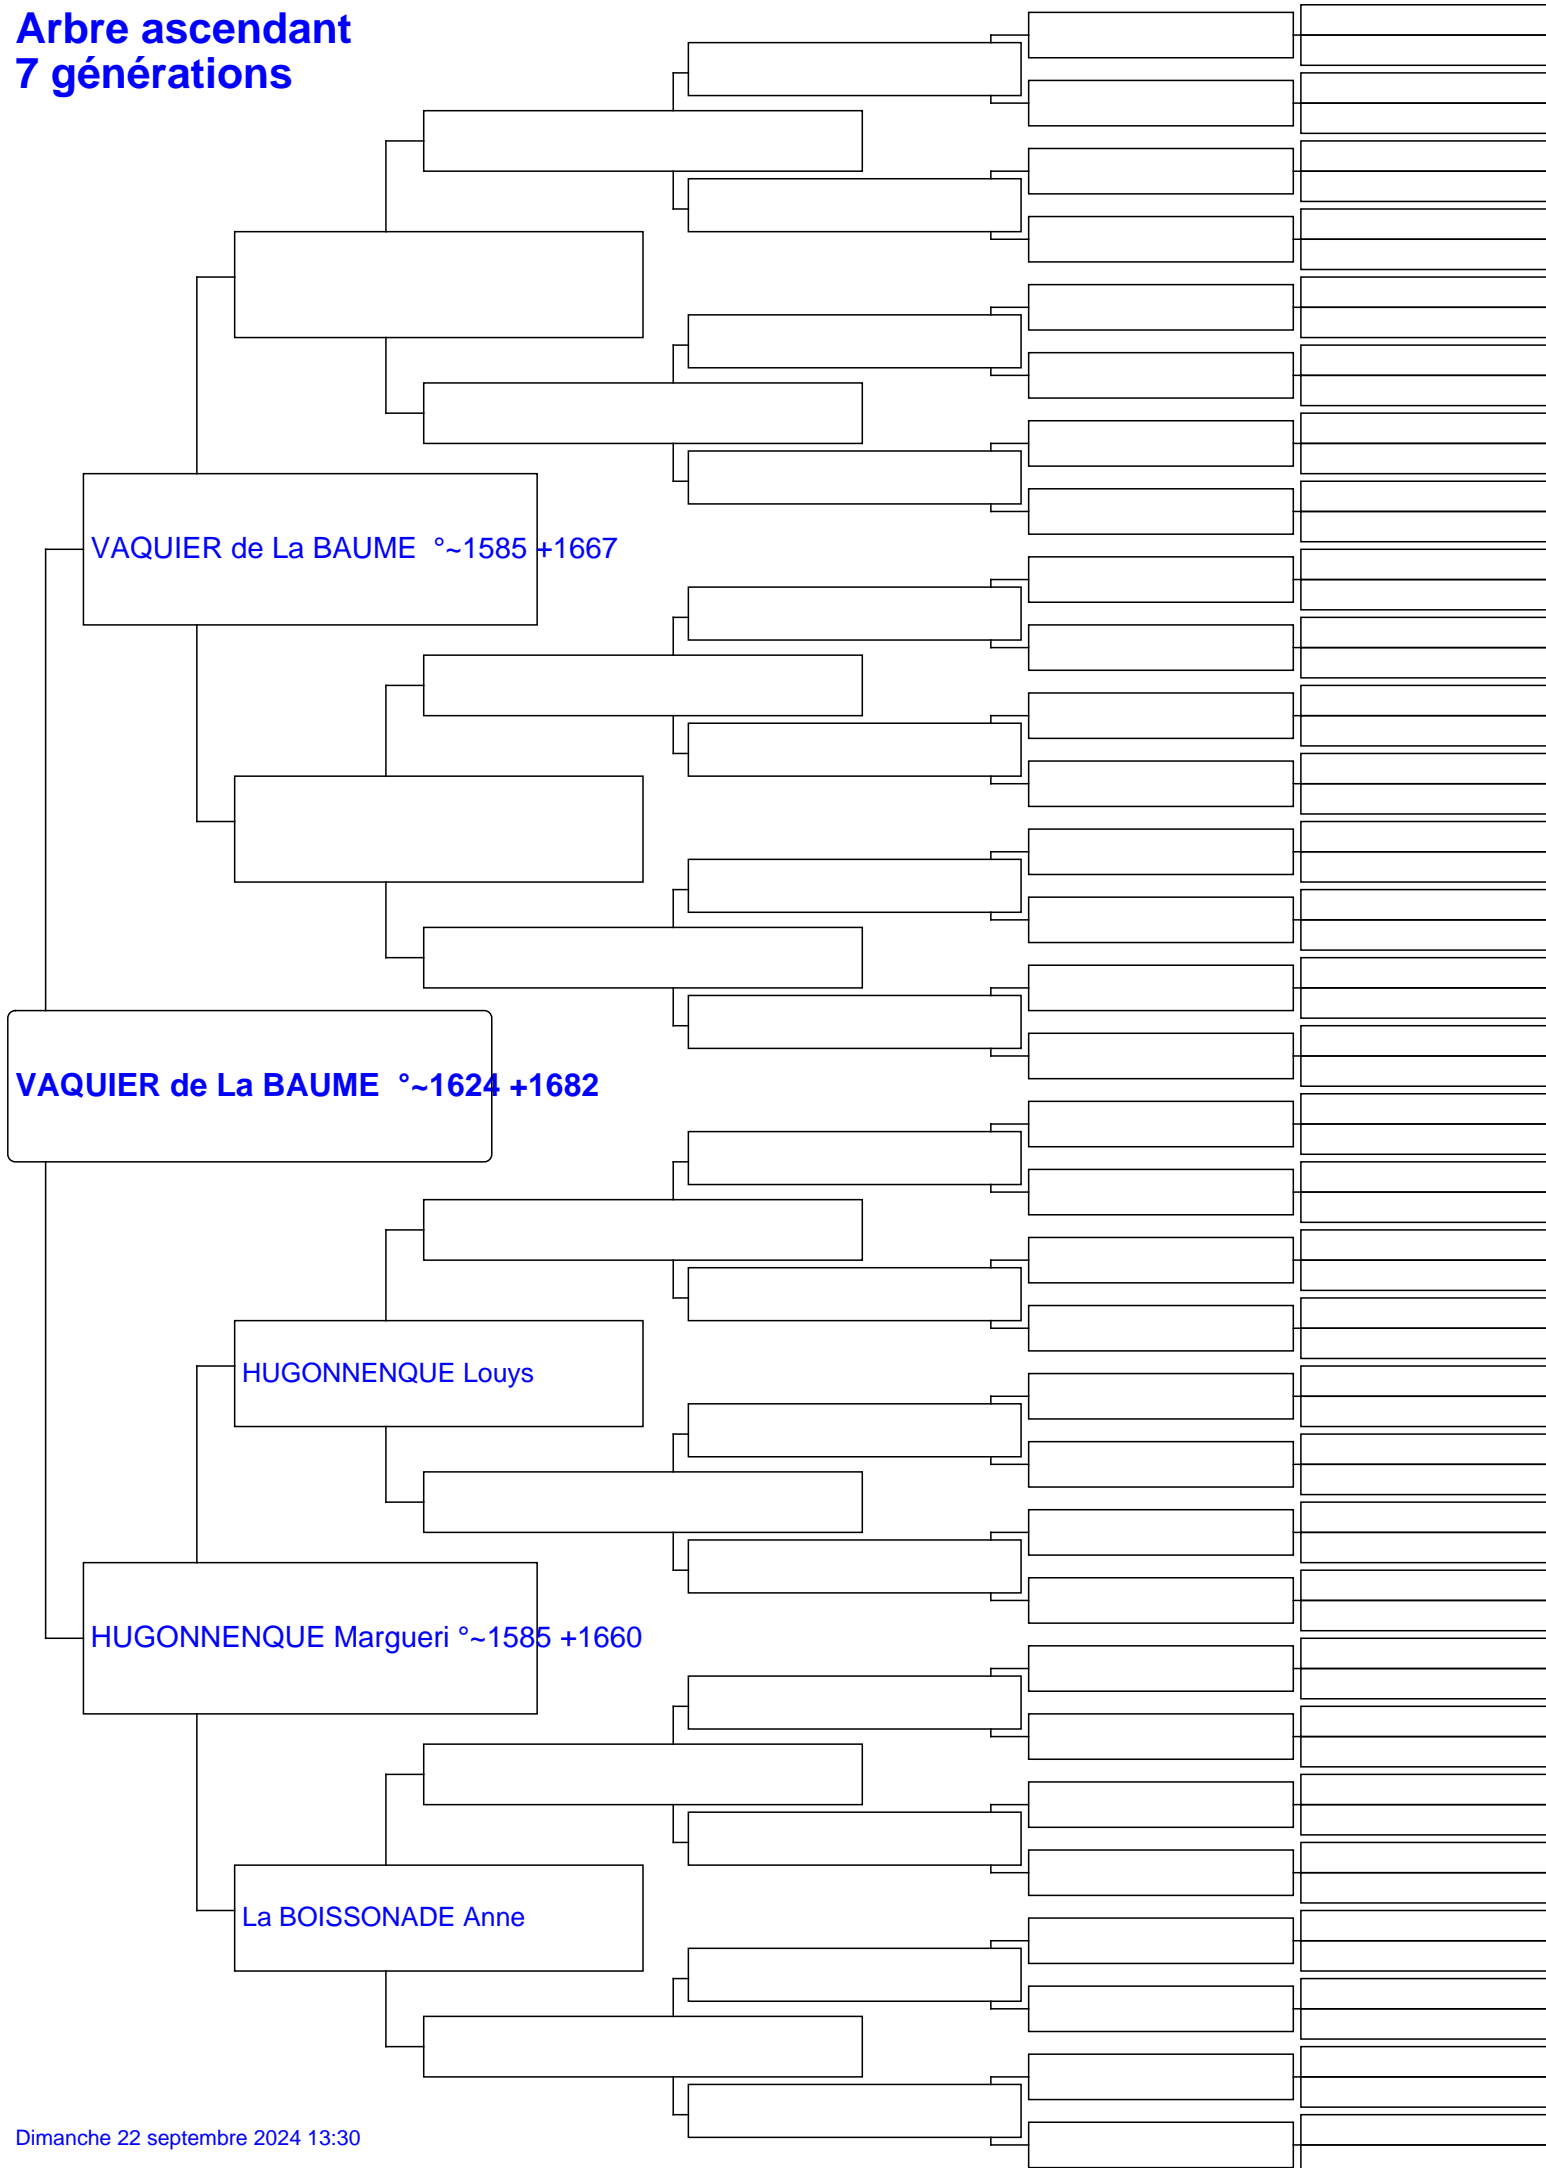 Arbre ascendant
7 générations
VAQUIER de La BAUME  °~1585 +1667
VAQUIER de La BAUME  °~1624 +1682
HUGONNENQUE Louys
HUGONNENQUE Margueri °~1585 +1660
La BOISSONADE Anne
Dimanche 22 septembre 2024 13:30